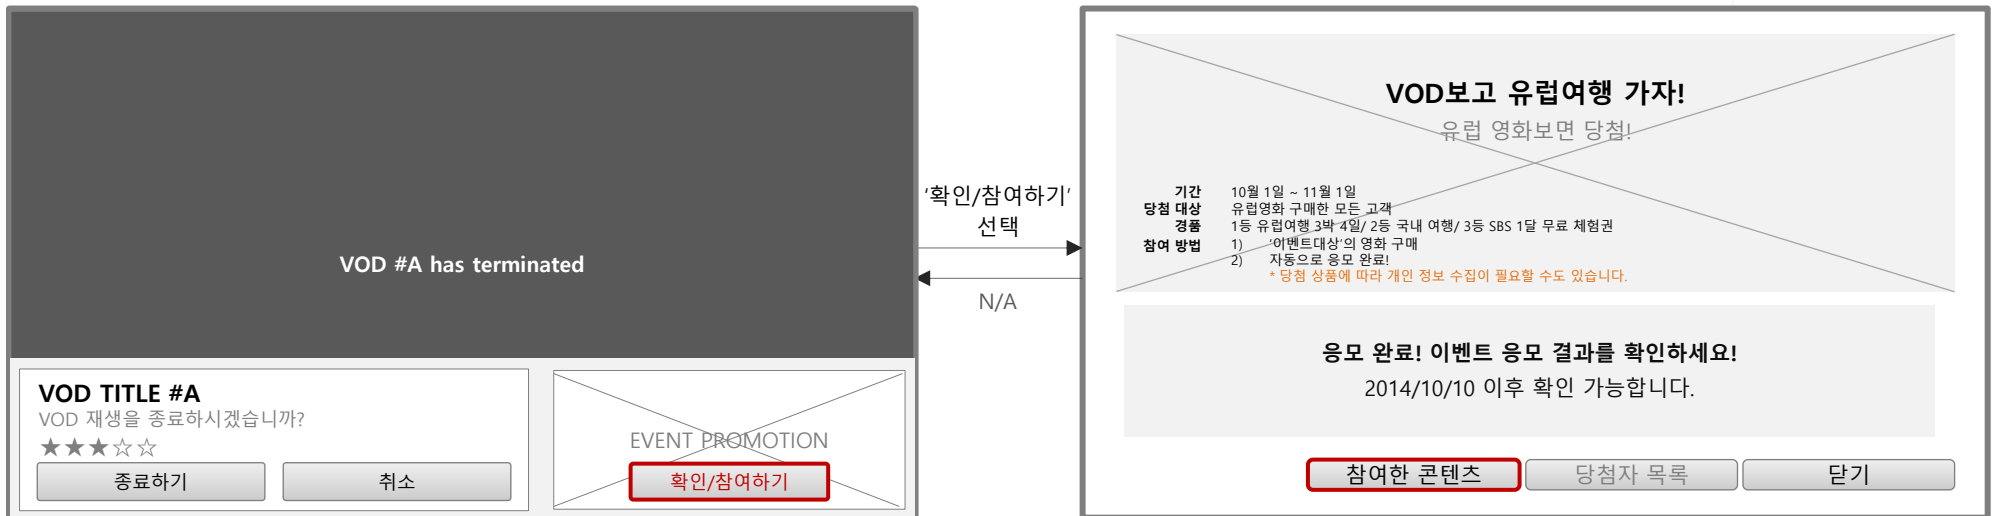 VOD #A has terminated
VOD TITLE #A
VOD 재생을 종료하시겠습니까?
★★★☆☆
종료하기
취소
EVENT PROMOTION
확인/참여하기
'확인/참여하기'
선택
N/A
VOD보고 유럽여행 가자!
유럽 영화보면 당첨!
기간 10월 1일 ~ 11월 1일
당첨 대상 유럽영화 구매한 모든 고객
경품 1등 유럽여행 3박 4일/ 2등 국내 여행/ 3등 SBS 1달 무료 체험권
참여 방법 1) '이벤트대상'의 영화 구매
2) 자동으로 응모 완료!
* 당첨 상품에 따라 개인 정보 수집이 필요할 수도 있습니다.
응모 완료! 이벤트 응모 결과를 확인하세요!
2014/10/10 이후 확인 가능합니다.
참여한 콘텐츠
당첨자 목록
닫기